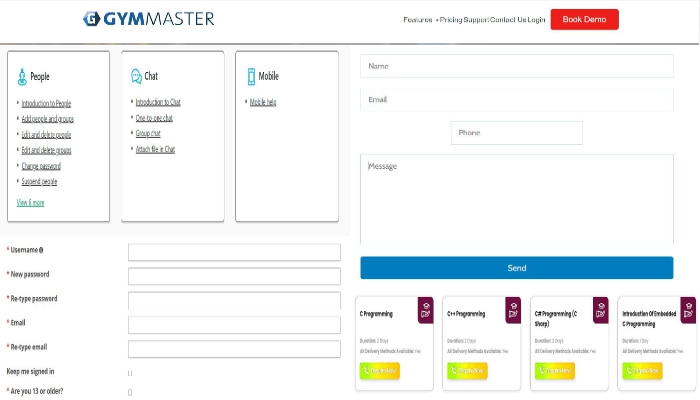 GYMMASTER
Features Pricing Support Contact Us Login Book Demo
People
Introduction to People
Add people and groups
Edit and delete people
Edit and delete groups
Change password
Suspend people
View 6 more
Chat
Introduction to Chat
One-to-one chat
Group chat
Attach file in Chat
Mobile
Mobile help
Name
Email
Phone
Message
Send
* Username
* New password
* Re-type password
* Email
* Re-type email
Keep me signed in
* Are you 13 or older?
C Programming
Duration: 2 Days
All Delivery Methods Available: Yes
C++ Programming
Duration: 2 Days
All Delivery Methods Available: Yes
C# Programming (C
Sharp)
Duration: 2 Days
All Delivery Methods Available: Yes
Introduction Of Embedded
C Programming
Duration: 1 Days
All Delivery Methods Available: Yes